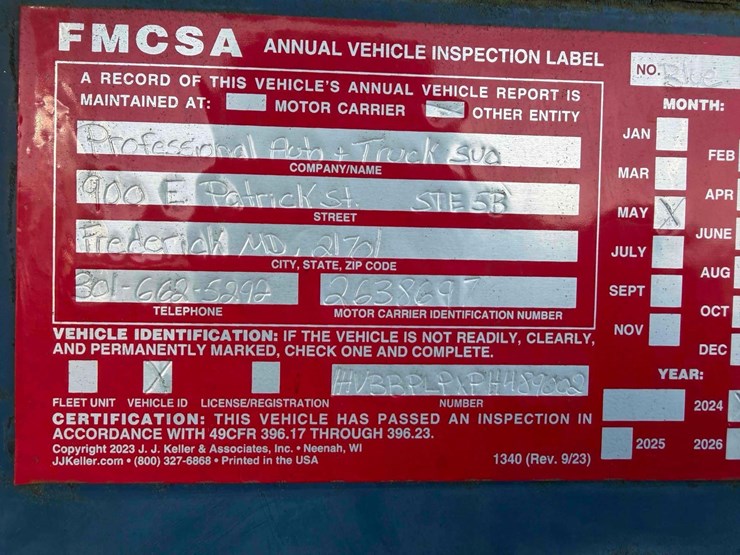 FMCSA ANNUAL VEHICLE INSPECTION LABEL
NO. Blue
A RECORD OF THIS VEHICLE'S ANNUAL VEHICLE REPORT IS
MAINTAINED AT: MOTOR CARRIER OTHER ENTITY
Professional Auto + Truck SVC
COMPANY/NAME
900 E Patrick St. STE 5B
STREET
Frederick MD, 21701
CITY, STATE, ZIP CODE
301-662-5292 2638697
TELEPHONE MOTOR CARRIER IDENTIFICATION NUMBER
VEHICLE IDENTIFICATION: IF THE VEHICLE IS NOT READILY, CLEARLY,
AND PERMANENTLY MARKED, CHECK ONE AND COMPLETE.
X
FLEET UNIT VEHICLE ID LICENSE/REGISTRATION NUMBER
CERTIFICATION: THIS VEHICLE HAS PASSED AN INSPECTION IN
ACCORDANCE WITH 49CFR 396.17 THROUGH 396.23.
Copyright 2023 J. J. Keller & Associates, Inc. • Neenah, WI
JJKeller.com • (800) 327-6868 • Printed in the USA
1340 (Rev. 9/23)
MONTH:
JAN
FEB
MAR
APR
MAY X
JUNE
JULY
AUG
SEPT
OCT
NOV
DEC
YEAR:
2024
2025 2026